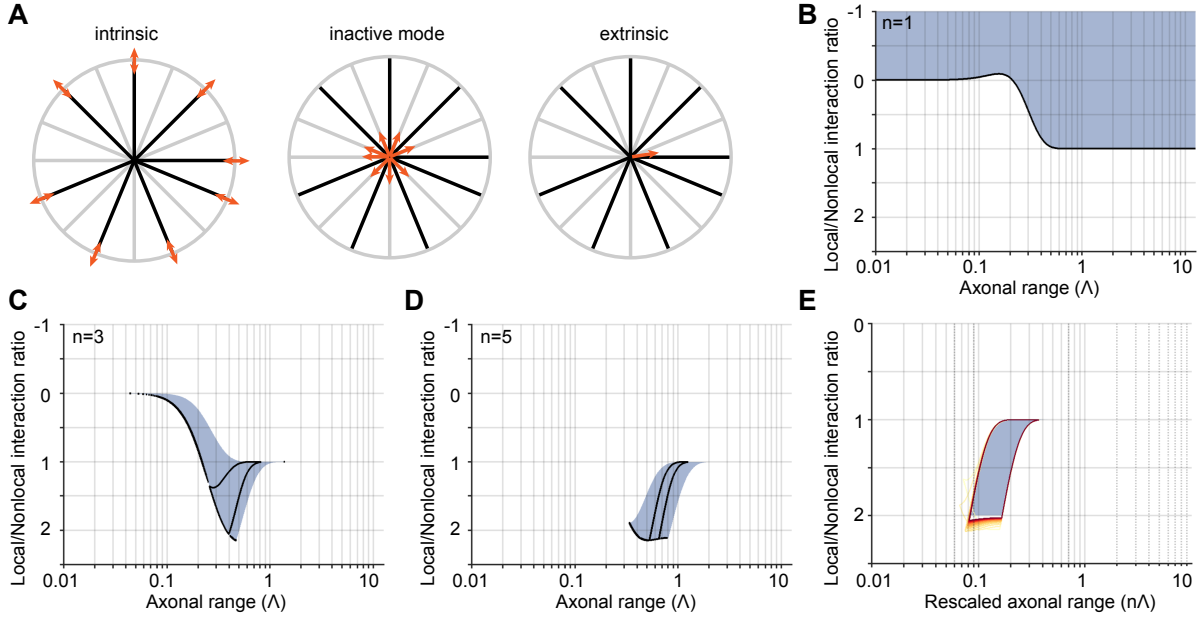 A
intrinsic
inactive mode
extrinsic
B
n=1
Local/Nonlocal interaction ratio
-1
0
1
2
0.01
0.1
1
10
Axonal range (Λ)
C
n=3
Local/Nonlocal interaction ratio
-1
0
1
2
0.01
0.1
1
10
Axonal range (Λ)
D
n=5
Local/Nonlocal interaction ratio
-1
0
1
2
0.01
0.1
1
10
Axonal range (Λ)
E
Local/Nonlocal interaction ratio
0
1
2
0.01
0.1
1
10
Rescaled axonal range (nΛ)